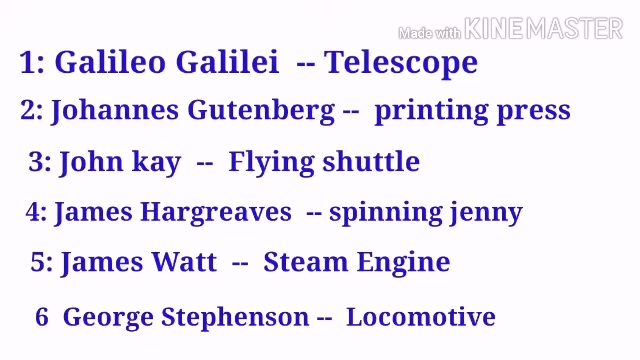 Made with KINEMASTER
1: Galileo Galilei -- Telescope
2: Johannes Gutenberg -- printing press
3: John kay -- Flying shuttle
4: James Hargreaves -- spinning jenny
5: James Watt -- Steam Engine
6 George Stephenson -- Locomotive